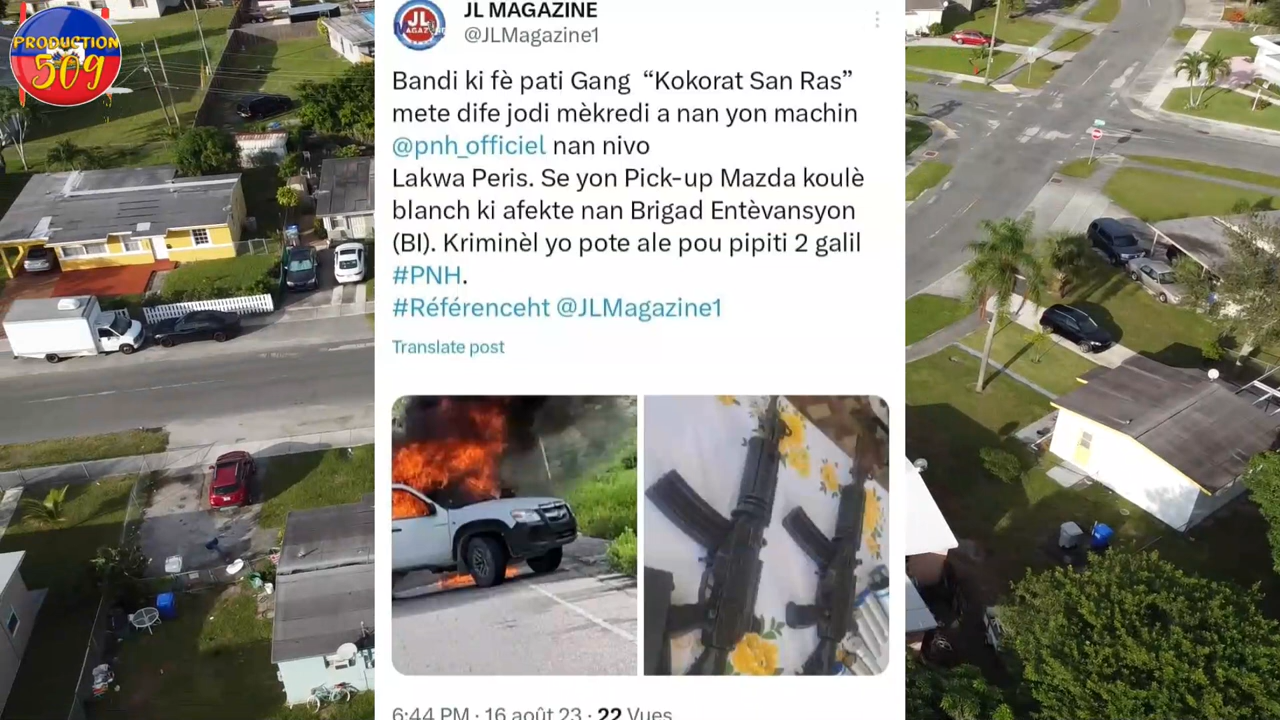 PRODUCTION
509
JL
MAGAZINE
JL MAGAZINE
@JLMagazine1
Bandi ki fè pati Gang “Kokorat San Ras”
mete dife jodi mèkredi a nan yon machin
@pnh_officiel nan nivo
Lakwa Peris. Se yon Pick-up Mazda koulè
blanch ki afekte nan Brigad Entèvansyon
(BI). Kriminèl yo pote ale pou pipiti 2 galil
#PNH.
#Référenceht @JLMagazine1
Translate post
6:44 PM · 16 août 23 · 22 Vues